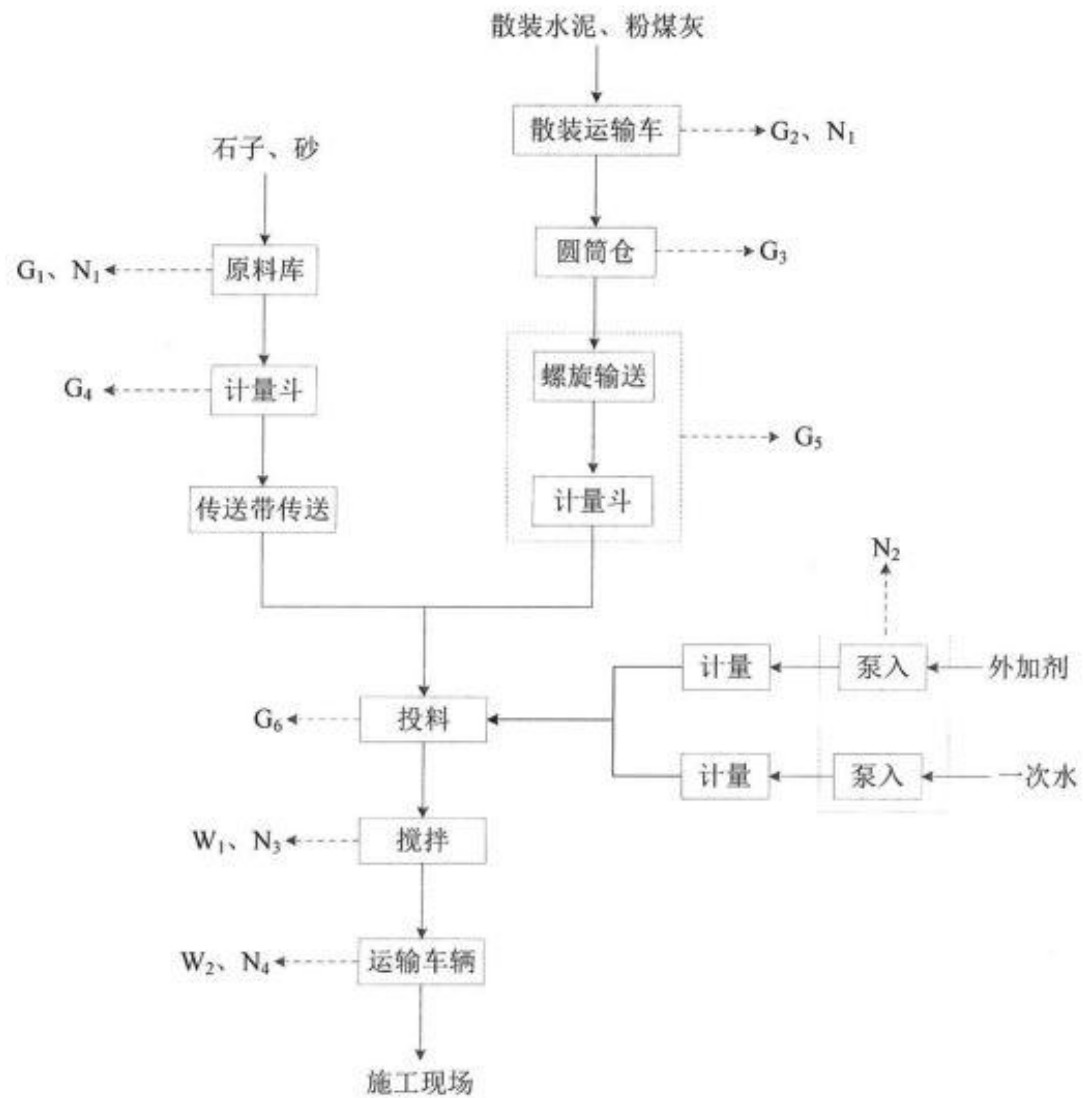 散装水泥、粉煤灰
散装运输车
G₂、N₁
石子、砂
圆筒仓
G₃
G₁、N₁
原料库
螺旋输送
G₄
计量斗
G₅
计量斗
传送带传送
N₂
计量
泵入
外加剂
G₆
投料
计量
泵入
一次水
W₁、N₃
搅拌
W₂、N₄
运输车辆
施工现场